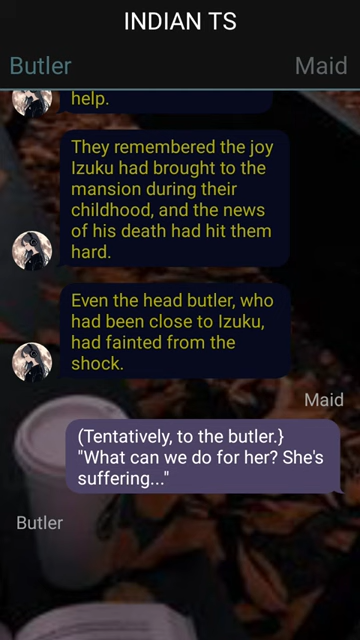 INDIAN TS
Butler
Maid
help.
They remembered the joy
Izuku had brought to the
mansion during their
childhood, and the news
of his death had hit them
hard.
Even the head butler, who
had been close to Izuku,
had fainted from the
shock.
Maid
(Tentatively, to the butler.}
"What can we do for her? She's
suffering..."
Butler